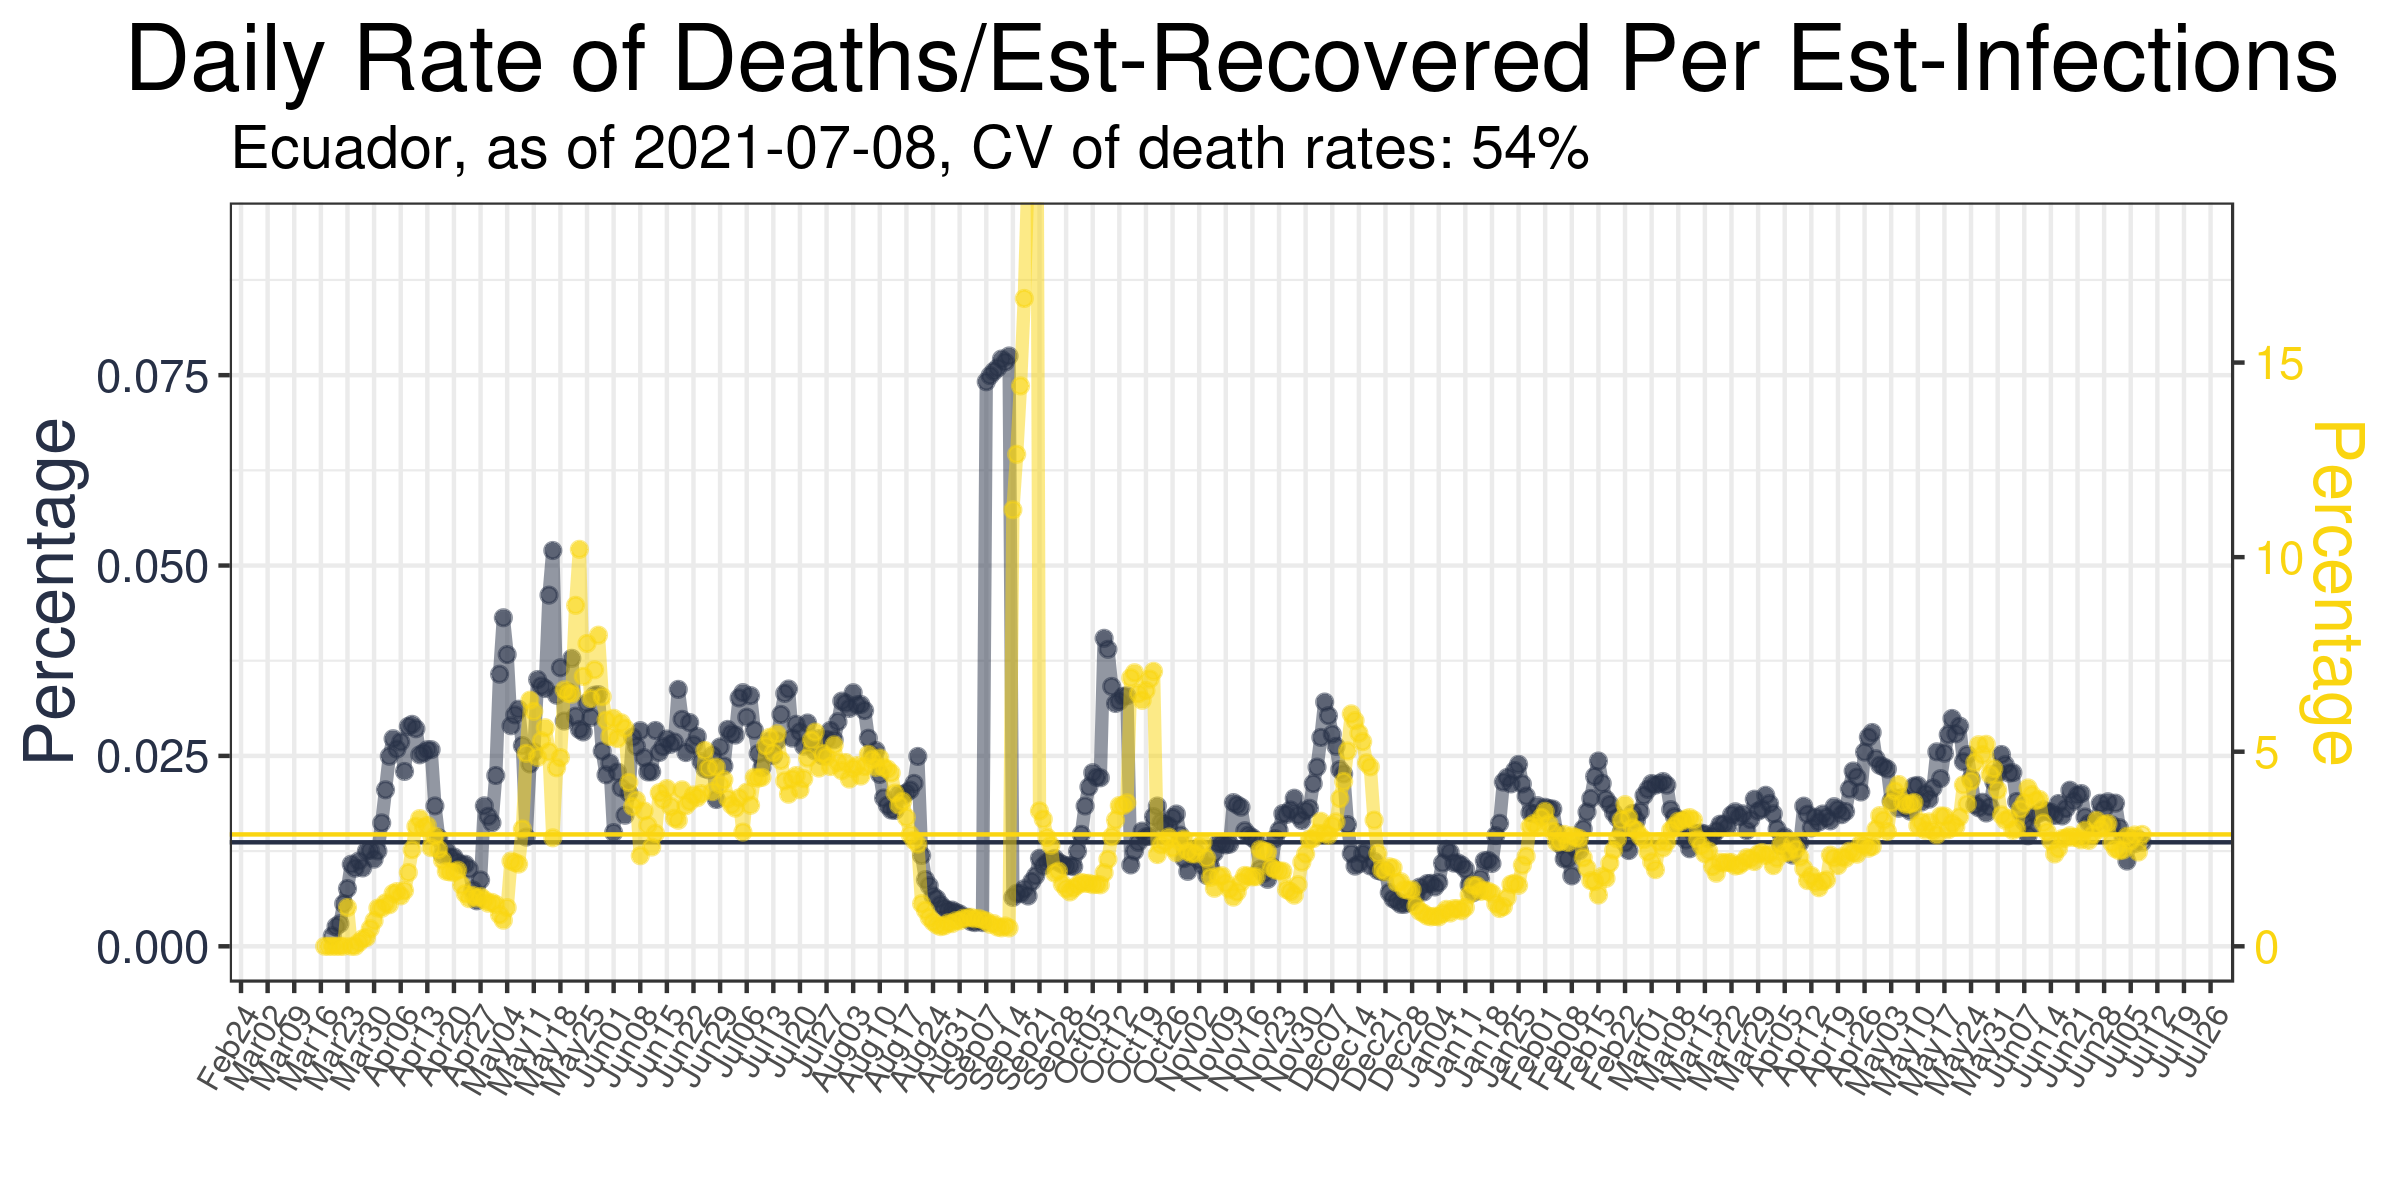 Daily Rate of Deaths/Est-Recovered Per Est-Infections
Ecuador, as of 2021-07-08, CV of death rates: 54%
Percentage
0.075
0.050
0.025
0.000
15
10
5
0
Percentage
Feb24
Mar02
Mar09
Mar16
Mar23
Mar30
Apr06
Apr13
Apr20
Apr27
May04
May11
May18
May25
Jun01
Jun08
Jun15
Jun22
Jun29
Jul06
Jul13
Jul20
Jul27
Aug03
Aug10
Aug17
Aug24
Aug31
Sep07
Sep14
Sep21
Sep28
Oct05
Oct12
Oct19
Oct26
Nov02
Nov09
Nov16
Nov23
Nov30
Dec07
Dec14
Dec21
Dec28
Jan04
Jan11
Jan18
Jan25
Feb01
Feb08
Feb15
Feb22
Mar01
Mar08
Mar15
Mar22
Mar29
Apr05
Apr12
Apr19
Apr26
May03
May10
May17
May24
May31
Jun07
Jun14
Jun21
Jun28
Jul05
Jul12
Jul19
Jul26